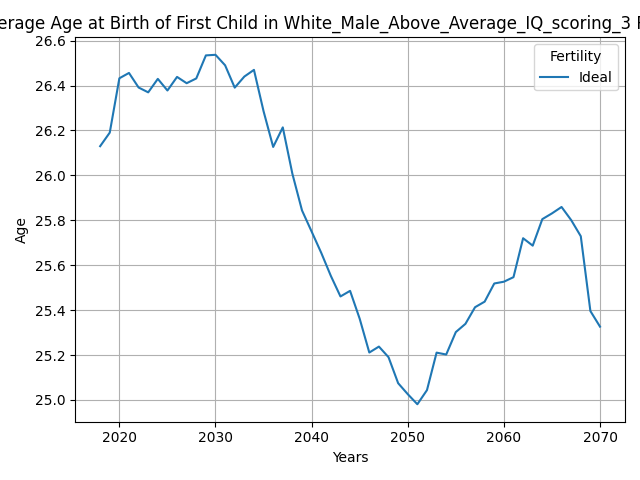 erage Age at Birth of First Child in White_Male_Above_Average_IQ_scoring_3
Fertility
Ideal
26.6
26.4
26.2
26.0
25.8
25.6
25.4
25.2
25.0
Age
2020 2030 2040 2050 2060 2070
Years